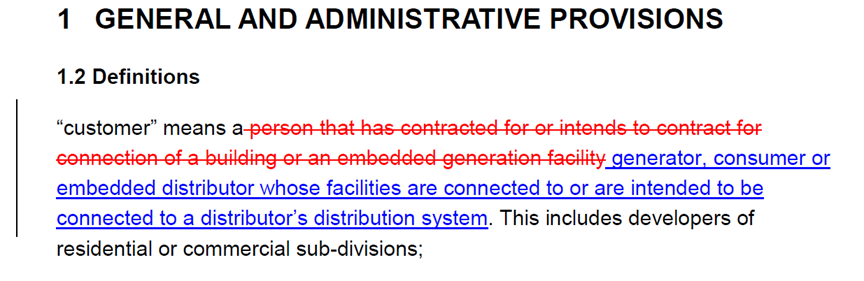 1 GENERAL AND ADMINISTRATIVE PROVISIONS
1.2 Definitions
“customer” means a person that has contracted for or intends to contract for
connection of a building or an embedded generation facility generator, consumer or
embedded distributor whose facilities are connected to or are intended to be
connected to a distributor’s distribution system. This includes developers of
residential or commercial sub-divisions;